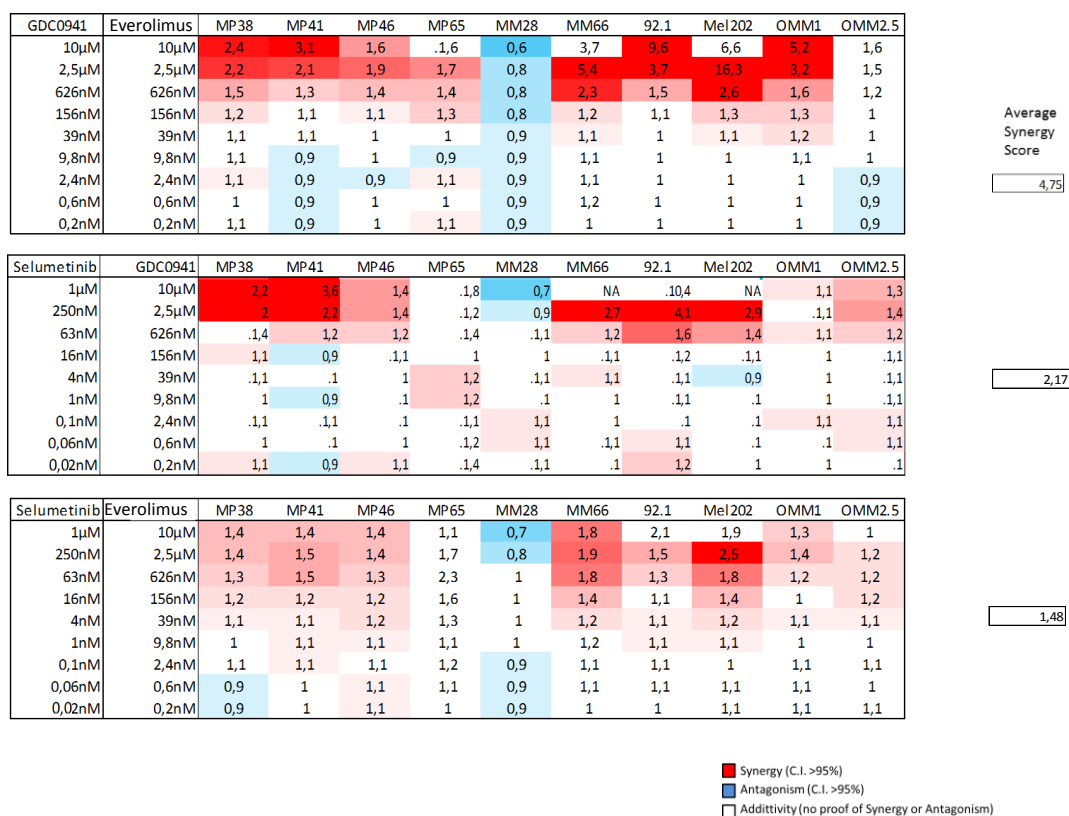 GDC0941 Everolimus MP38 MP41 MP46 MP65 MM28 MM66 92.1 Mel202 OMM1 OMM2.5
10µM 10µM 2,4 3,1 1,6 .1,6 0,6 3,7 9,6 6,6 5,2 1,6
2,5µM 2,5µM 2,2 2,1 1,9 1,7 0,8 5,4 3,7 16,3 3,2 1,5
626nM 626nM 1,5 1,3 1,4 1,4 0,8 2,3 1,5 2,6 1,6 1,2
156nM 156nM 1,2 1,1 1,1 1,3 0,8 1,2 1,1 1,3 1,3 1
39nM 39nM 1,1 1,1 1 1 0,9 1,1 1 1,1 1,2 1
9,8nM 9,8nM 1,1 0,9 1 0,9 0,9 1,1 1 1 1,1 1
2,4nM 2,4nM 1,1 0,9 0,9 1,1 0,9 1,1 1 1 1 0,9
0,6nM 0,6nM 1 0,9 1 1 0,9 1,2 1 1 1 0,9
0,2nM 0,2nM 1,1 0,9 1 1,1 0,9 1 1 1 1 0,9
Average
Synergy
Score
4,75
Selumetinib GDC0941 MP38 MP41 MP46 MP65 MM28 MM66 92.1 Mel202 OMM1 OMM2.5
1µM 10µM 2,2 3,6 1,4 .1,8 0,7 NA .10,4 NA 1,1 1,3
250nM 2,5µM 2 2,2 1,4 .1,2 0,9 2,7 4,1 2,9 .1,1 1,4
63nM 626nM .1,4 1,2 1,2 .1,4 .1,1 1,2 1,6 1,4 1,1 1,2
16nM 156nM 1,1 0,9 .1,1 1 1 .1,1 .1,2 .1,1 1 .1,1
4nM 39nM .1,1 .1 1 1,2 .1,1 1,1 .1,1 0,9 1 .1,1
1nM 9,8nM 1 0,9 .1 1,2 1 1 .1,1 .1 1 .1,1
0,1nM 2,4nM .1,1 .1,1 .1 .1,1 1,1 1 .1 .1 1,1 1,1
0,06nM 0,6nM 1 .1 .1 .1,2 1,1 .1,1 1,1 .1 .1 1,1
0,02nM 0,2nM 1,1 0,9 1,1 .1,4 .1,1 .1 1,2 1 1 .1
2,17
Selumetinib Everolimus MP38 MP41 MP46 MP65 MM28 MM66 92.1 Mel202 OMM1 OMM2.5
1µM 10µM 1,4 1,4 1,4 1,1 0,7 1,8 2,1 1,9 1,3 1
250nM 2,5µM 1,4 1,5 1,4 1,7 0,8 1,9 1,5 2,5 1,4 1,2
63nM 626nM 1,3 1,5 1,3 2,3 1 1,8 1,3 1,8 1,2 1,2
16nM 156nM 1,2 1,2 1,2 1,6 1 1,4 1,1 1,4 1 1,2
4nM 39nM 1,1 1,1 1,2 1,3 1 1,2 1,1 1,2 1,1 1,1
1nM 9,8nM 1 1,1 1,1 1,1 1 1,2 1,1 1,1 1 1
0,1nM 2,4nM 1,1 1,1 1,1 1,2 0,9 1,1 1,1 1 1,1 1,1
0,06nM 0,6nM 0,9 1 1,1 1,1 0,9 1,1 1,1 1,1 1,1 1
0,02nM 0,2nM 0,9 1 1,1 1 0,9 1 1 1,1 1,1 1,1
1,48
Synergy (C.I. >95%)
Antagonism (C.I. >95%)
Addittivity (no proof of Synergy or Antagonism)